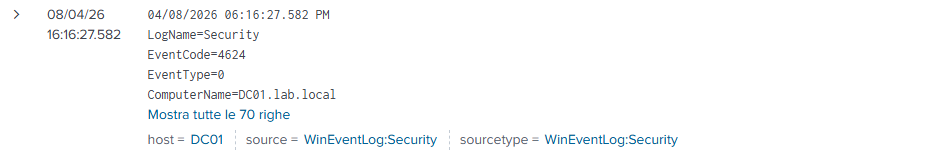 08/04/26
16:16:27.582
04/08/2026 06:16:27.582 PM
LogName=Security
EventCode=4624
EventType=0
ComputerName=DC01.lab.local
Mostra tutte le 70 righe
host = DC01 source = WinEventLog:Security sourcetype = WinEventLog:Security